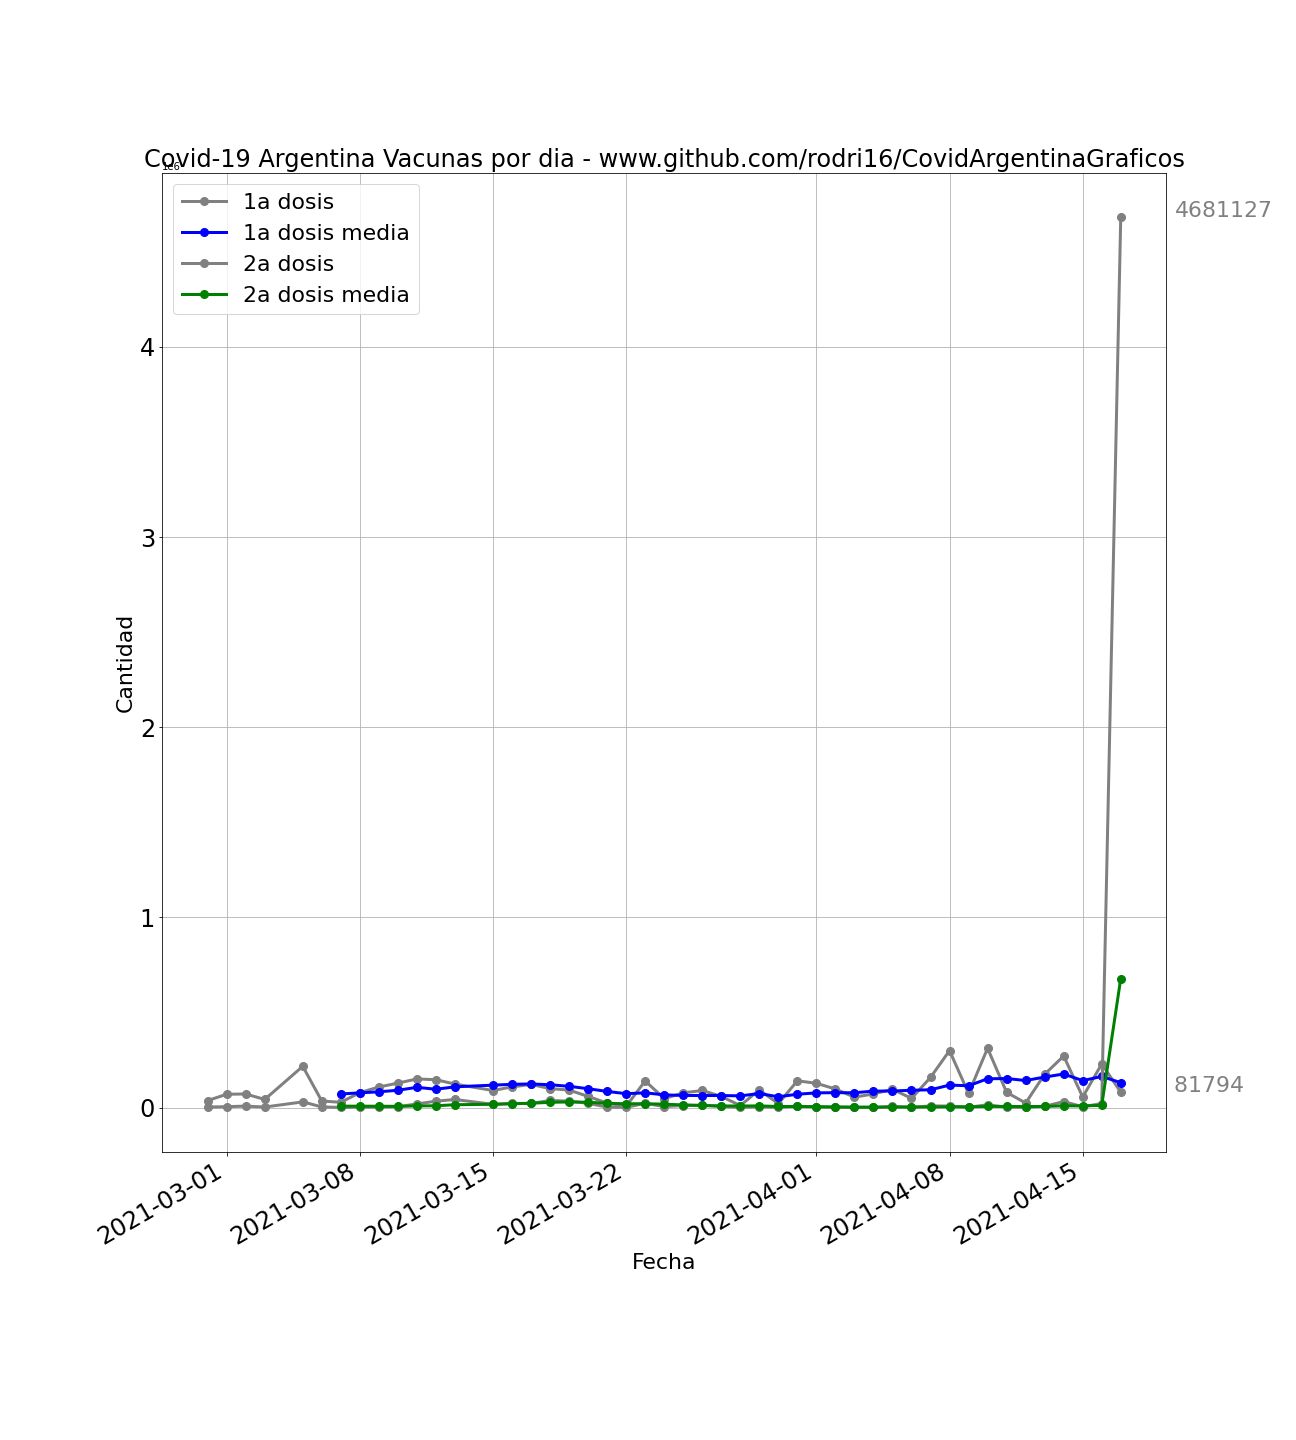 Covid-19 Argentina Vacunas por dia - www.github.com/rodri16/CovidArgentinaGraficos
1e6
1a dosis
1a dosis media
2a dosis
2a dosis media
4681127
4
3
2
1
0
81794
Cantidad
2021-03-01
2021-03-08
2021-03-15
2021-03-22
2021-04-01
2021-04-08
2021-04-15
Fecha